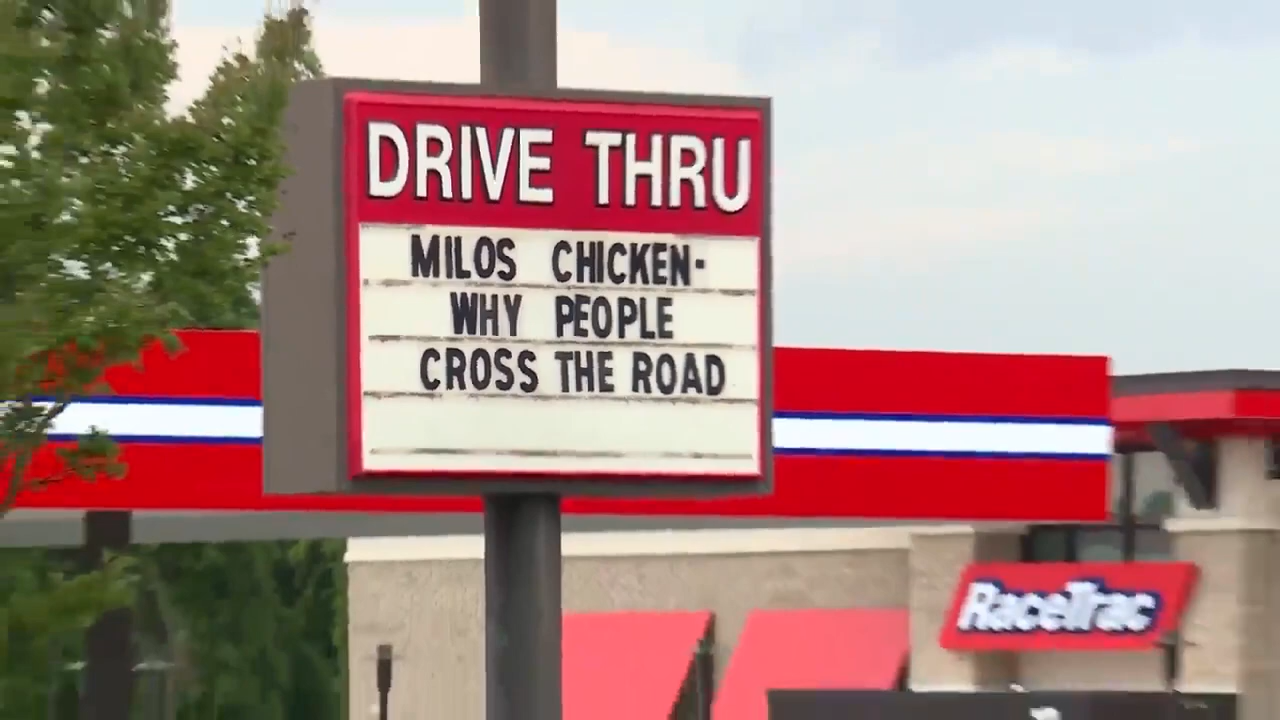 DRIVE THRU
MILOS CHICKEN-
WHY PEOPLE
CROSS THE ROAD
RaceTrac